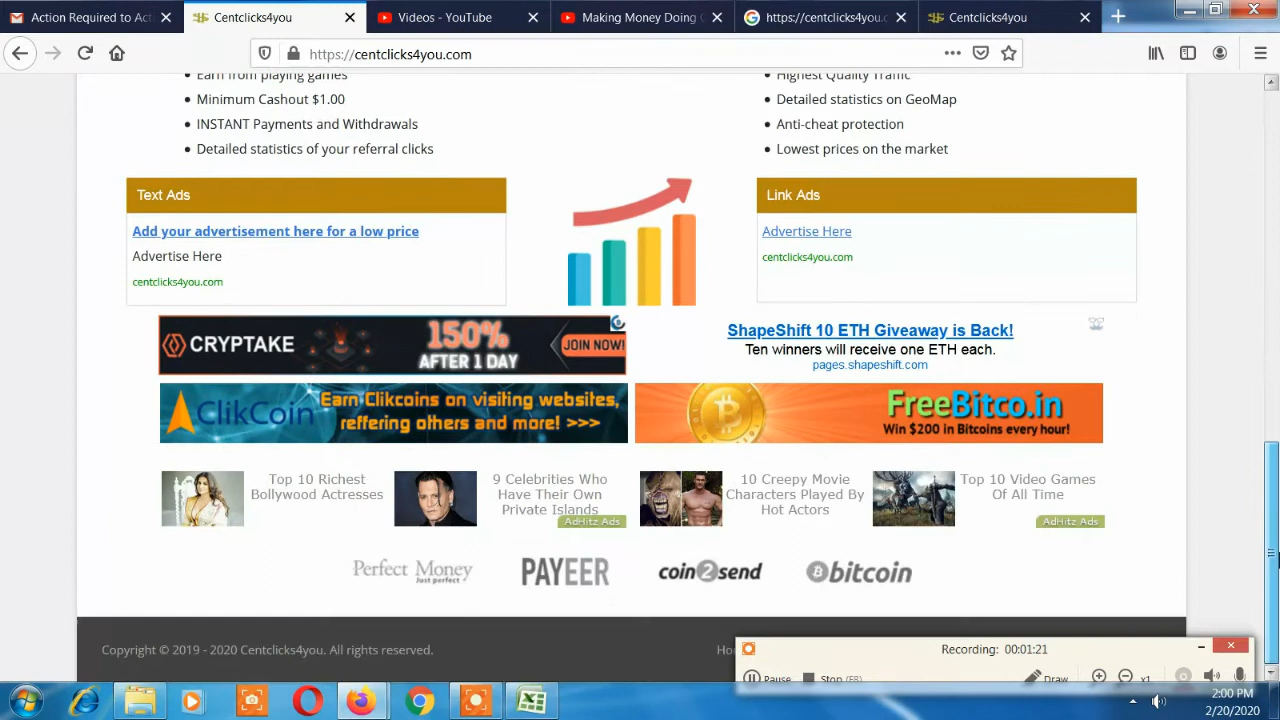 Action Required to Act
Centclicks4you
Videos - YouTube
Making Money Doing
https://centclicks4you.c
Centclicks4you
https://centclicks4you.com
Earn from playing games
Minimum Cashout $1.00
INSTANT Payments and Withdrawals
Detailed statistics of your referral clicks
Highest Quality Traffic
Detailed statistics on GeoMap
Anti-cheat protection
Lowest prices on the market
Text Ads
Add your advertisement here for a low price
Advertise Here
centclicks4you.com
Link Ads
Advertise Here
centclicks4you.com
CRYPTAKE
150%
AFTER 1 DAY
JOIN NOW!
ShapeShift 10 ETH Giveaway is Back!
Ten winners will receive one ETH each.
pages.shapeshift.com
ClikCoin
Earn Clikcoins on visiting websites,
reffering others and more! >>>
FreeBitco.in
Win $200 in Bitcoins every hour!
Top 10 Richest
Bollywood Actresses
9 Celebrities Who
Have Their Own
Private Islands
AdHitz Ads
10 Creepy Movie
Characters Played By
Hot Actors
Top 10 Video Games
Of All Time
AdHitz Ads
Perfect Money
Just perfect
PAYEER
coin2send
bitcoin
Copyright © 2019 - 2020 Centclicks4you. All rights reserved.
Recording: 00:01:21
Pause
Stop (F8)
Draw
x1
2:00 PM
2/20/2020